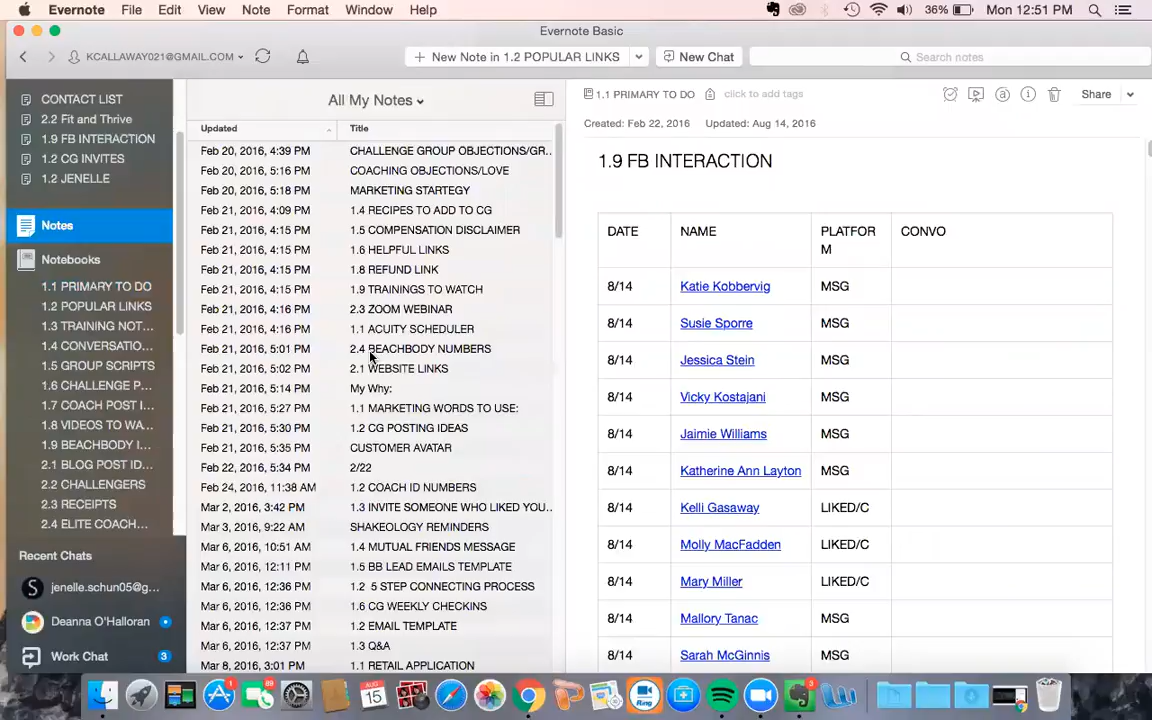 Evernote File Edit View Note Format Window Help 36% Mon 12:51 PM
Evernote Basic
KCALLAWAY021@GMAIL.COM + New Note in 1.2 POPULAR LINKS New Chat Search notes
CONTACT LIST
2.2 Fit and Thrive
1.9 FB INTERACTION
1.2 CG INVITES
1.2 JENELLE
Notes
Notebooks
1.1 PRIMARY TO DO
1.2 POPULAR LINKS
1.3 TRAINING NOT...
1.4 CONVERSATIO...
1.5 GROUP SCRIPTS
1.6 CHALLENGE P...
1.7 COACH POST I...
1.8 VIDEOS TO WA...
1.9 BEACHBODY I...
2.1 BLOG POST ID...
2.2 CHALLENGERS
2.3 RECEIPTS
2.4 ELITE COACH...
Recent Chats
jenelle.schun05@g...
Deanna O'Halloran
Work Chat 3
All My Notes
Updated Title
Feb 20, 2016, 4:39 PM CHALLENGE GROUP OBJECTIONS/GR...
Feb 20, 2016, 5:16 PM COACHING OBJECTIONS/LOVE
Feb 20, 2016, 5:18 PM MARKETING STARTEGY
Feb 21, 2016, 4:09 PM 1.4 RECIPES TO ADD TO CG
Feb 21, 2016, 4:15 PM 1.5 COMPENSATION DISCLAIMER
Feb 21, 2016, 4:15 PM 1.6 HELPFUL LINKS
Feb 21, 2016, 4:15 PM 1.8 REFUND LINK
Feb 21, 2016, 4:15 PM 1.9 TRAININGS TO WATCH
Feb 21, 2016, 4:16 PM 2.3 ZOOM WEBINAR
Feb 21, 2016, 4:16 PM 1.1 ACUITY SCHEDULER
Feb 21, 2016, 5:01 PM 2.4 BEACHBODY NUMBERS
Feb 21, 2016, 5:02 PM 2.1 WEBSITE LINKS
Feb 21, 2016, 5:14 PM My Why:
Feb 21, 2016, 5:27 PM 1.1 MARKETING WORDS TO USE:
Feb 21, 2016, 5:30 PM 1.2 CG POSTING IDEAS
Feb 21, 2016, 5:35 PM CUSTOMER AVATAR
Feb 22, 2016, 5:34 PM 2/22
Feb 24, 2016, 11:38 AM 1.2 COACH ID NUMBERS
Mar 2, 2016, 3:42 PM 1.3 INVITE SOMEONE WHO LIKED YOU...
Mar 3, 2016, 9:22 AM SHAKEOLOGY REMINDERS
Mar 6, 2016, 10:51 AM 1.4 MUTUAL FRIENDS MESSAGE
Mar 6, 2016, 12:11 PM 1.5 BB LEAD EMAILS TEMPLATE
Mar 6, 2016, 12:36 PM 1.2 5 STEP CONNECTING PROCESS
Mar 6, 2016, 12:36 PM 1.6 CG WEEKLY CHECKINS
Mar 6, 2016, 12:37 PM 1.2 EMAIL TEMPLATE
Mar 6, 2016, 12:37 PM 1.3 Q&A
Mar 8, 2016, 3:01 PM 1.1 RETAIL APPLICATION
1.1 PRIMARY TO DO click to add tags Share
Created: Feb 22, 2016 Updated: Aug 14, 2016
1.9 FB INTERACTION
DATE NAME PLATFOR
M CONVO
8/14 Katie Kobbervig MSG
8/14 Susie Sporre MSG
8/14 Jessica Stein MSG
8/14 Vicky Kostajani MSG
8/14 Jaimie Williams MSG
8/14 Katherine Ann Layton MSG
8/14 Kelli Gasaway LIKED/C
8/14 Molly MacFadden LIKED/C
8/14 Mary Miller LIKED/C
8/14 Mallory Tanac MSG
8/14 Sarah McGinnis MSG
1 89 15 Ring 3